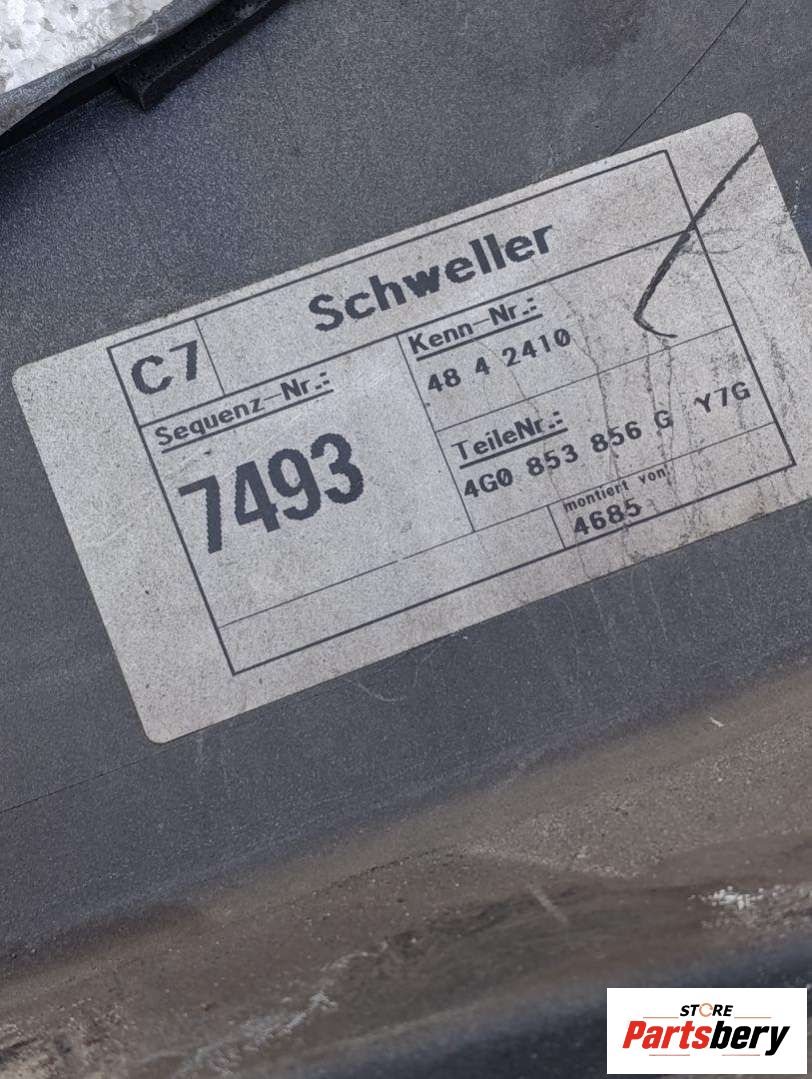 C7
Schweller
Sequenz-Nr.:
7493
Kenn-Nr.:
48 4 2410
TeileNr.:
4G0 853 856 G Y7G
montiert von:
4685
STORE
Partsbery